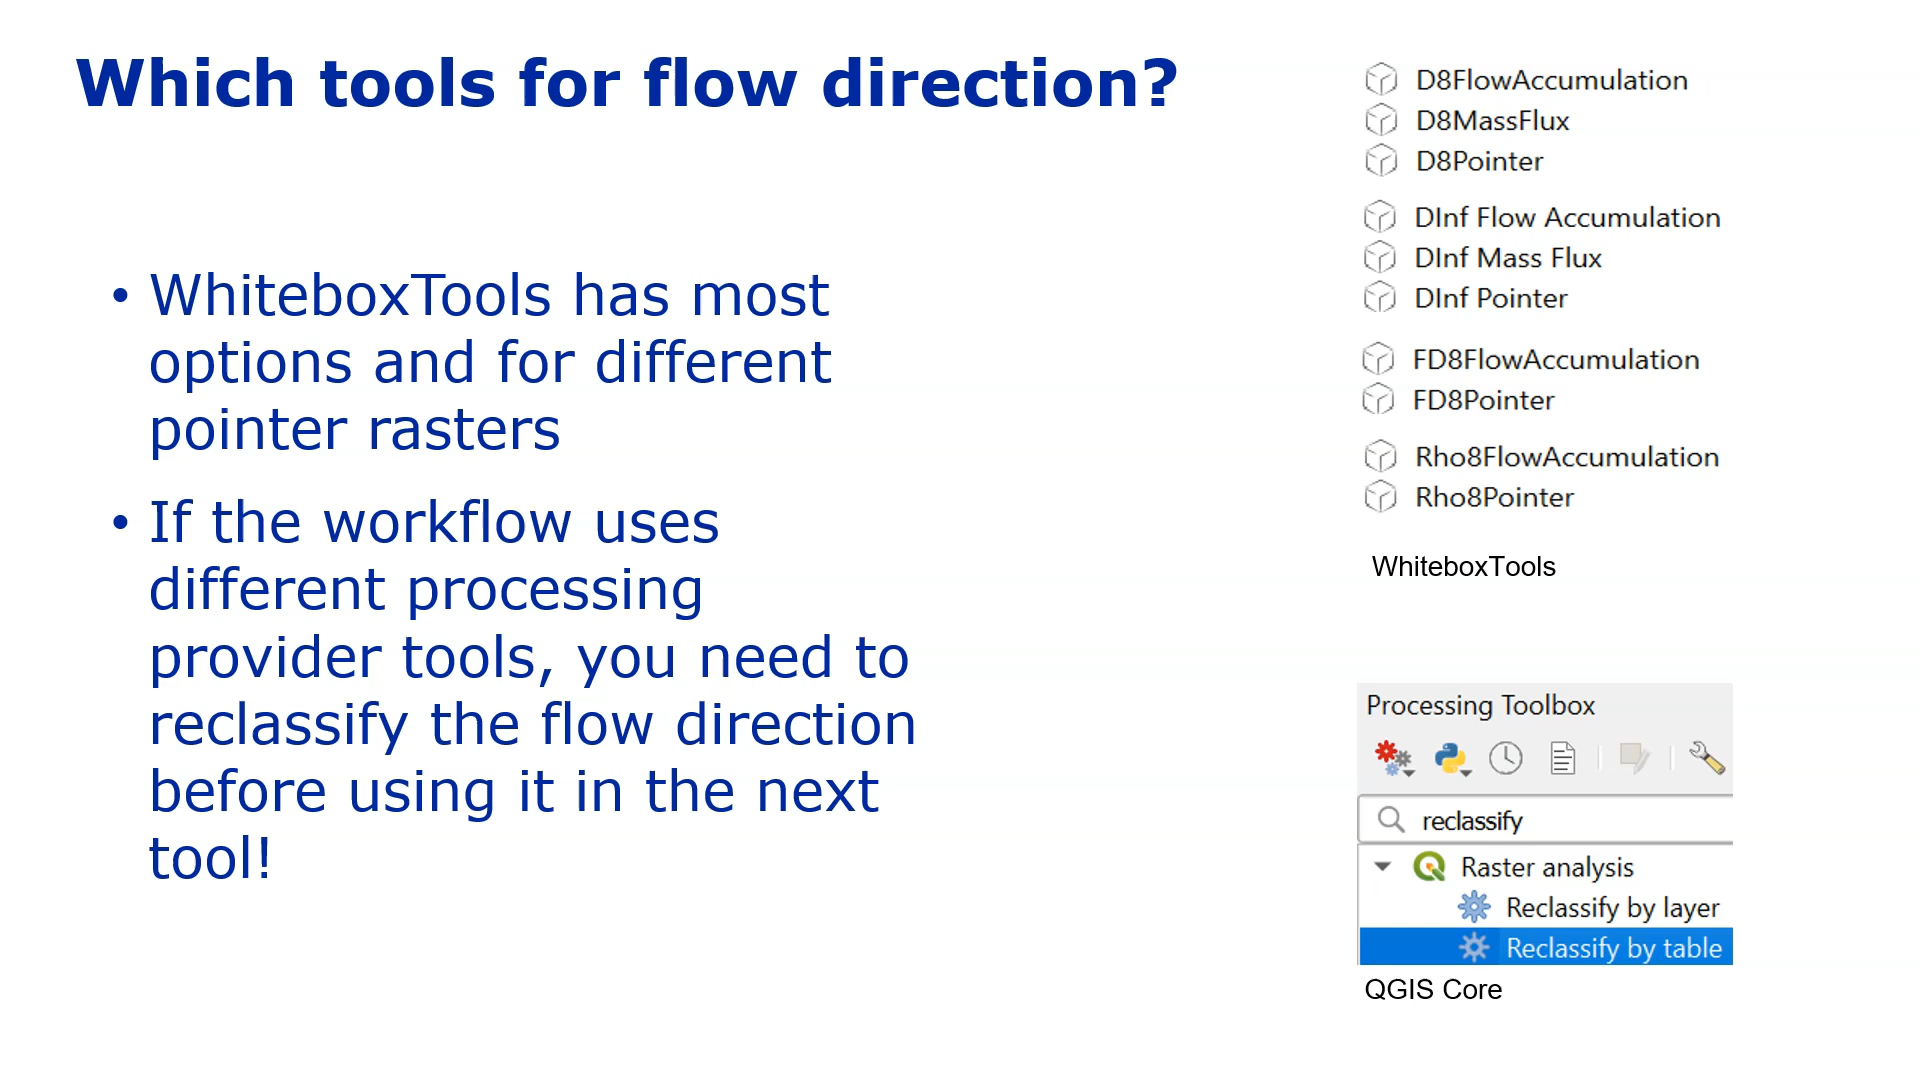 Which tools for flow direction?
• WhiteboxTools has most
options and for different
pointer rasters
• If the workflow uses
different processing
provider tools, you need to
reclassify the flow direction
before using it in the next
tool!
D8FlowAccumulation
D8MassFlux
D8Pointer
DInf Flow Accumulation
DInf Mass Flux
DInf Pointer
FD8FlowAccumulation
FD8Pointer
Rho8FlowAccumulation
Rho8Pointer
WhiteboxTools
Processing Toolbox
reclassify
Raster analysis
Reclassify by layer
Reclassify by table
QGIS Core